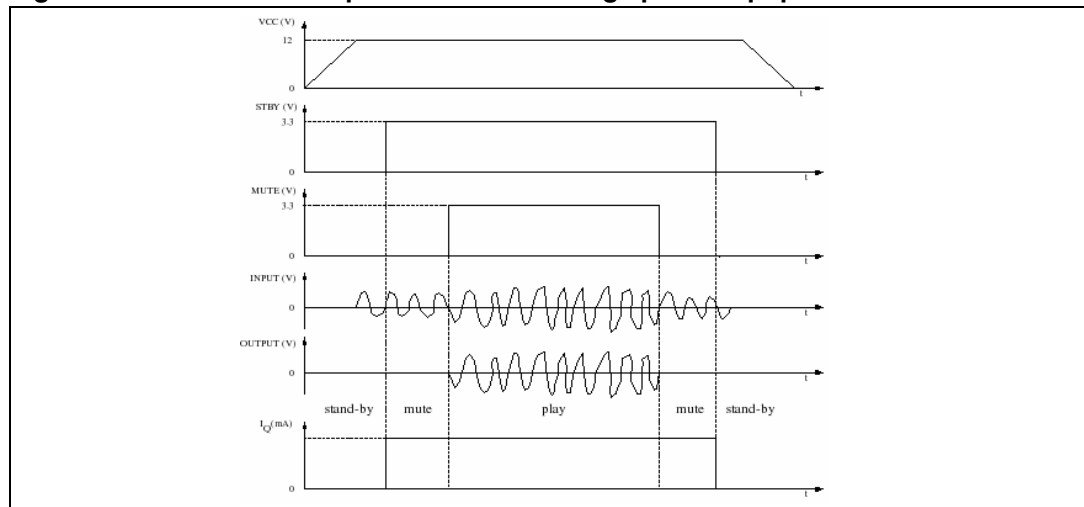 VCC (V)
12
0
t
STBY (V)
3.3
0
t
MUTE (V)
3.3
0
t
INPUT (V)
0
t
OUTPUT (V)
0
t
stand-by mute play mute stand-by
IQ(mA)
0
t